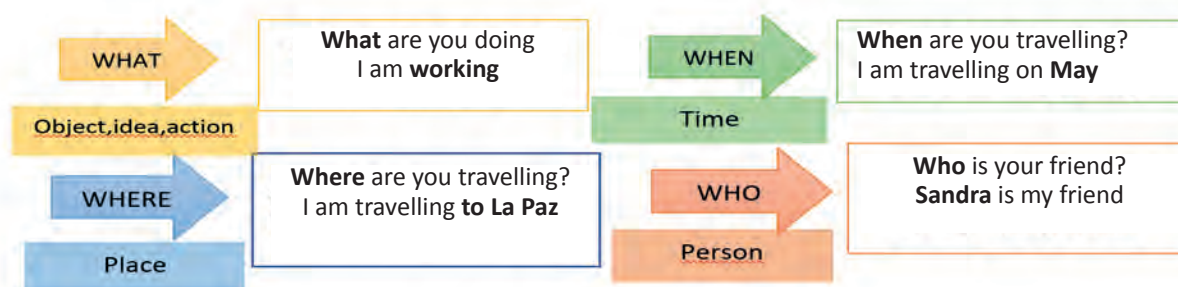 WHAT
What are you doing
I am working
Object,idea,action
WHEN
When are you travelling?
I am travelling on May
Time
WHERE
Where are you travelling?
I am travelling to La Paz
Place
WHO
Who is your friend?
Sandra is my friend
Person